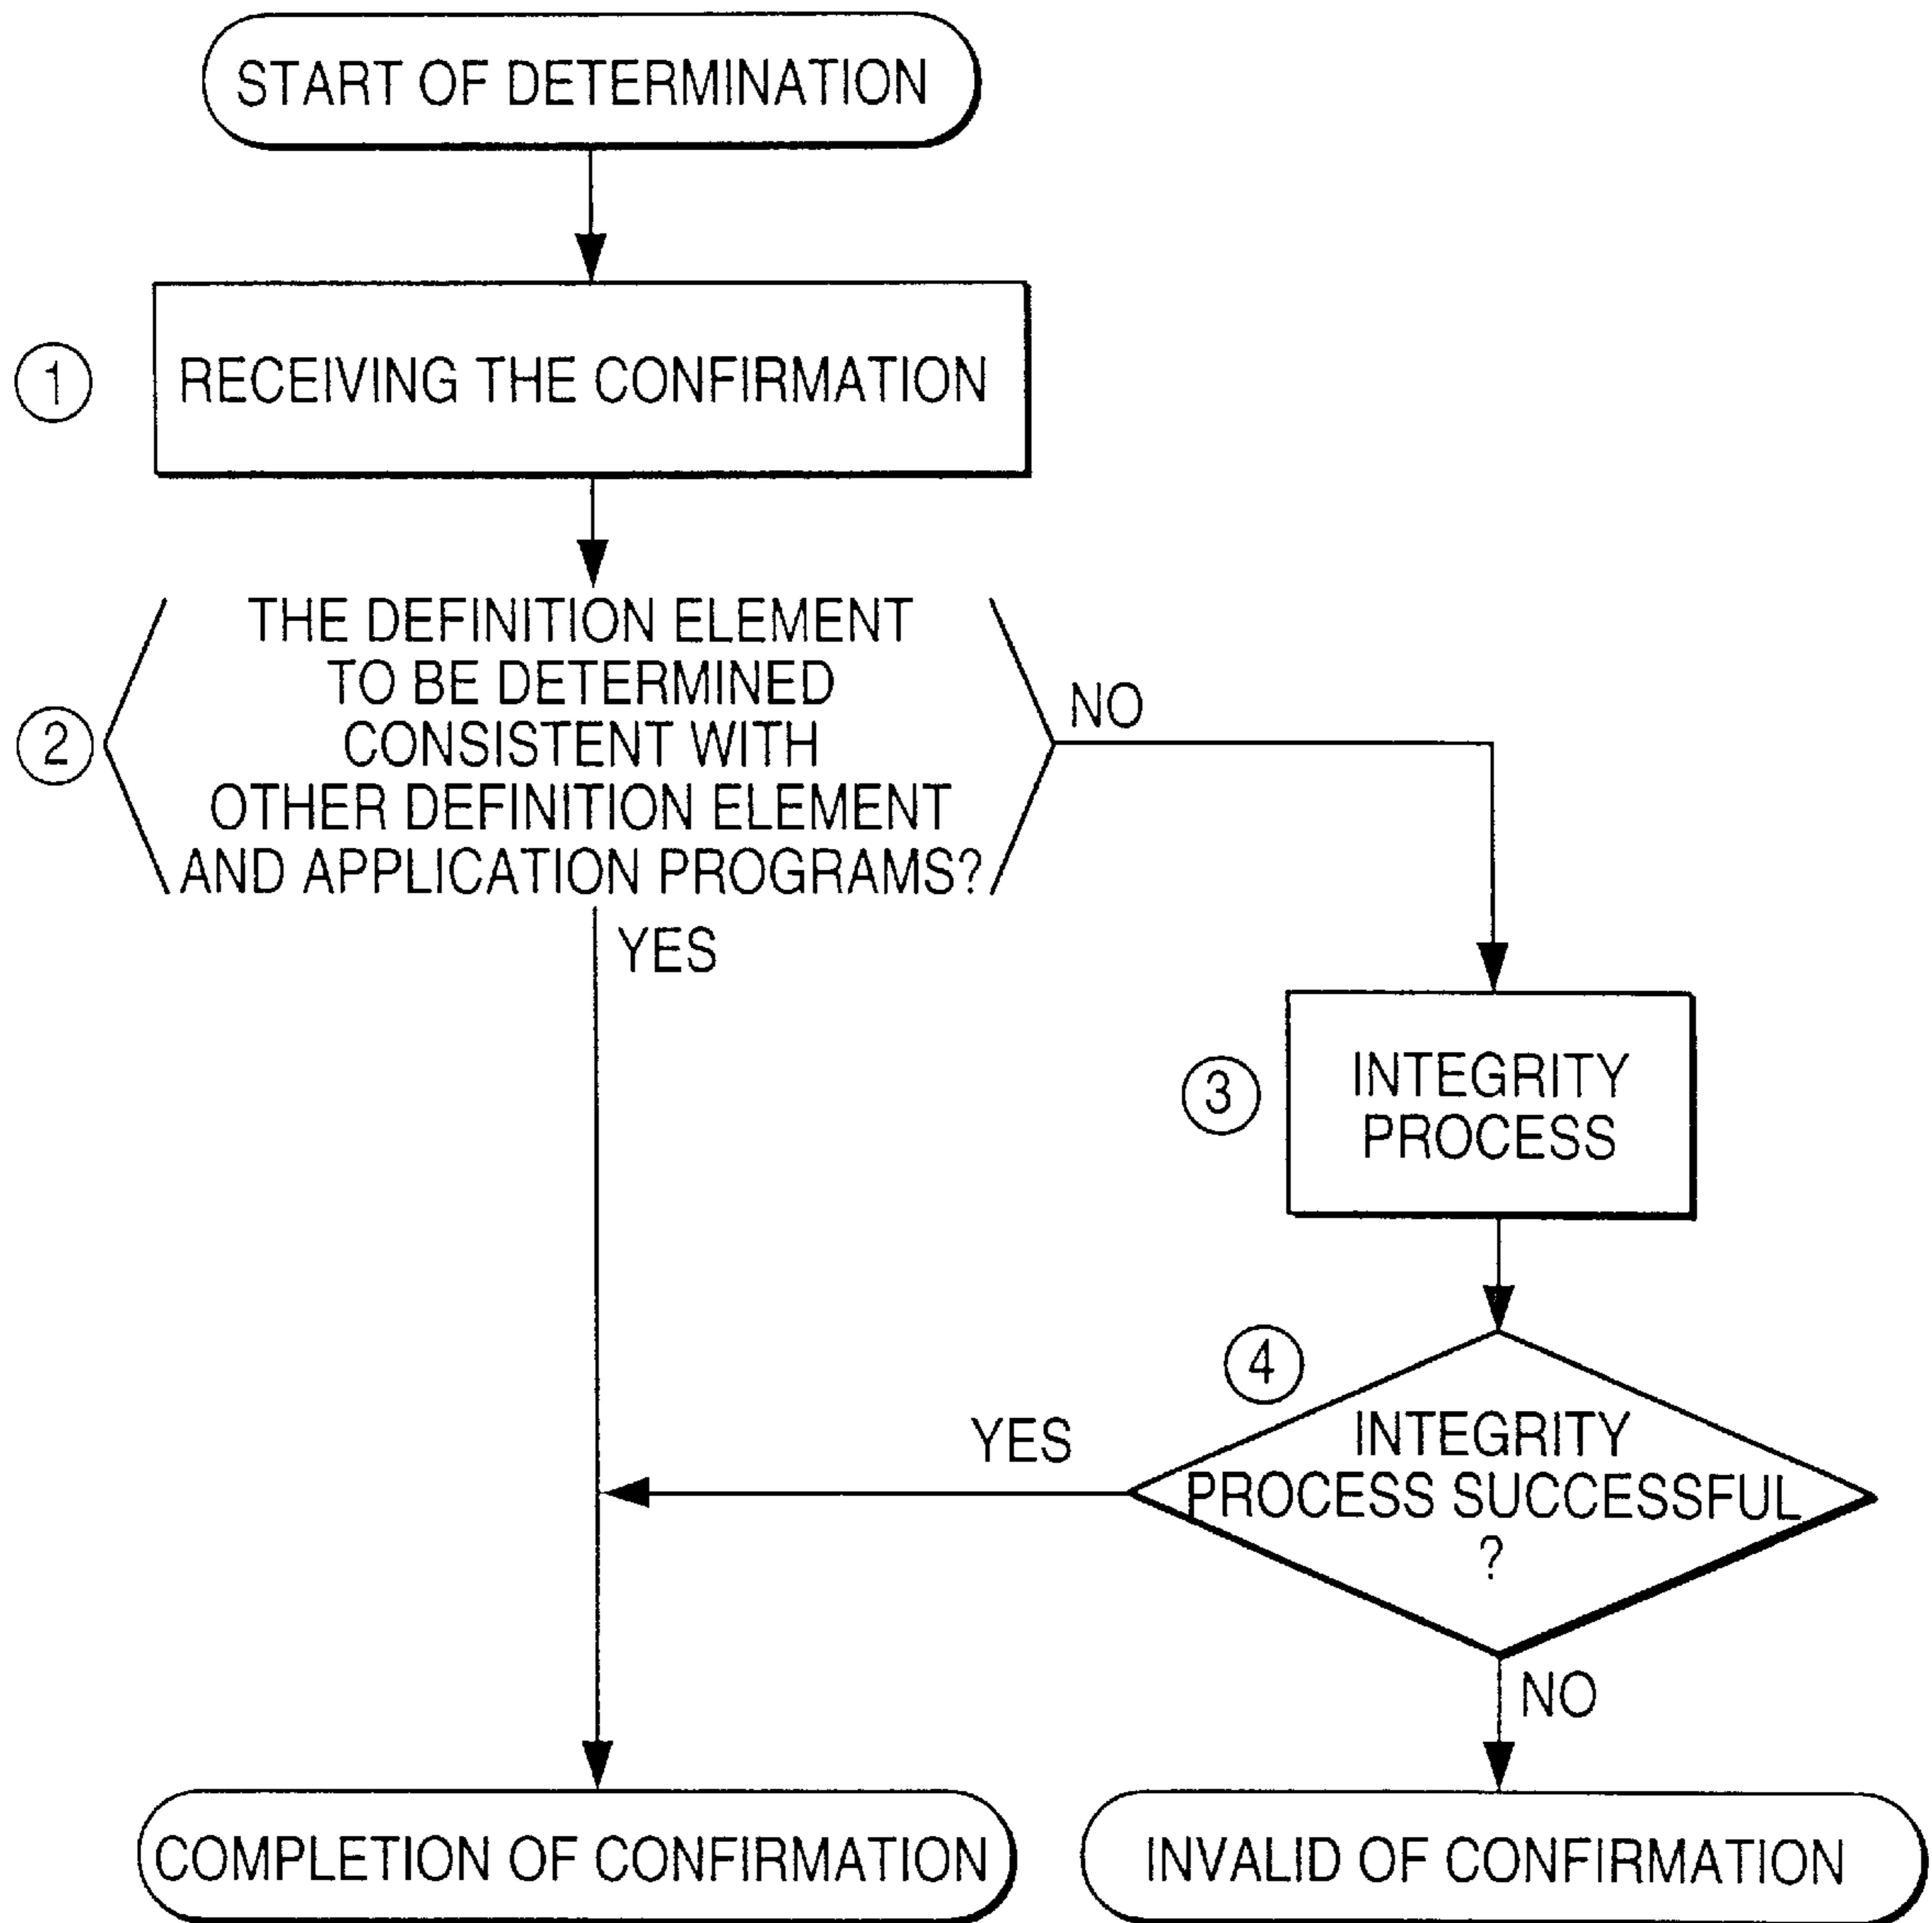 START OF DETERMINATION
1
RECEIVING THE CONFIRMATION
2
THE DEFINITION ELEMENT
TO BE DETERMINED
CONSISTENT WITH
OTHER DEFINITION ELEMENT
AND APPLICATION PROGRAMS?
NO
YES
3
INTEGRITY
PROCESS
4
INTEGRITY
PROCESS SUCCESSFUL
?
YES
NO
COMPLETION OF CONFIRMATION
INVALID OF CONFIRMATION